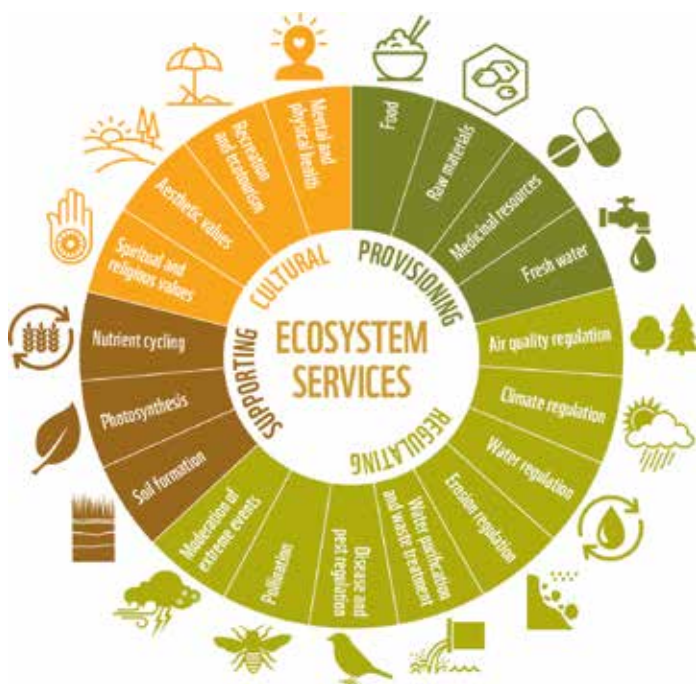 ECOSYSTEM
SERVICES
PROVISIONING
Food
Raw materials
Medicinal resources
Fresh water
REGULATING
Air quality regulation
Climate regulation
Water regulation
Erosion regulation
Water purification
and waste treatment
Disease and
pest regulation
Pollination
Moderation of
extreme events
SUPPORTING
Soil formation
Photosynthesis
Nutrient cycling
CULTURAL
Spiritual and
religious values
Aesthetic values
Recreation
and ecotourism
Mental and
physical health